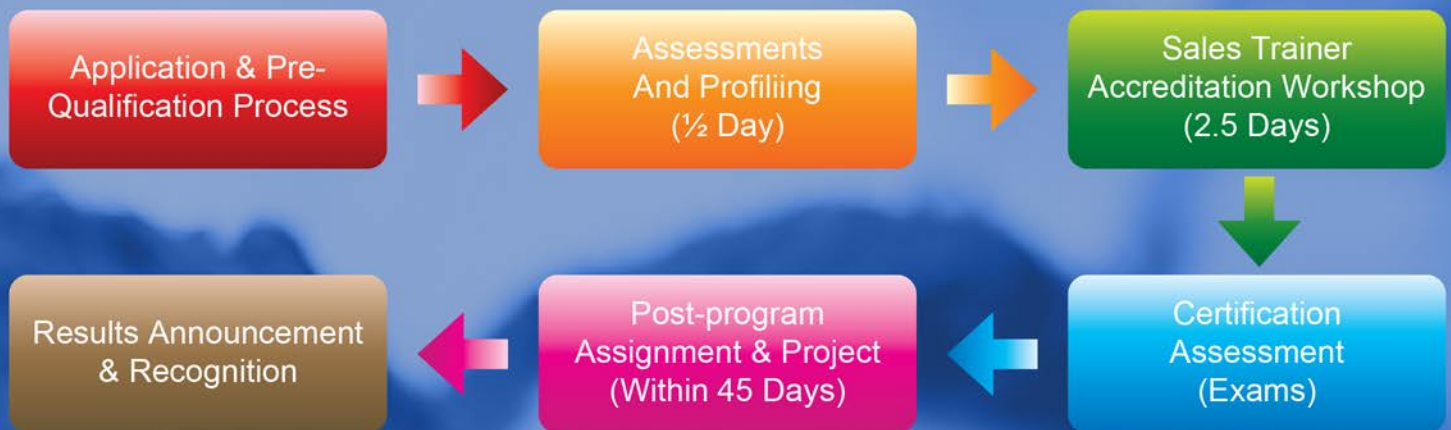 Application & Pre-
Qualification Process
Assessments
And Profiliing
(½ Day)
Sales Trainer
Accreditation Workshop
(2.5 Days)
Certification
Assessment
(Exams)
Post-program
Assignment & Project
(Within 45 Days)
Results Announcement
& Recognition